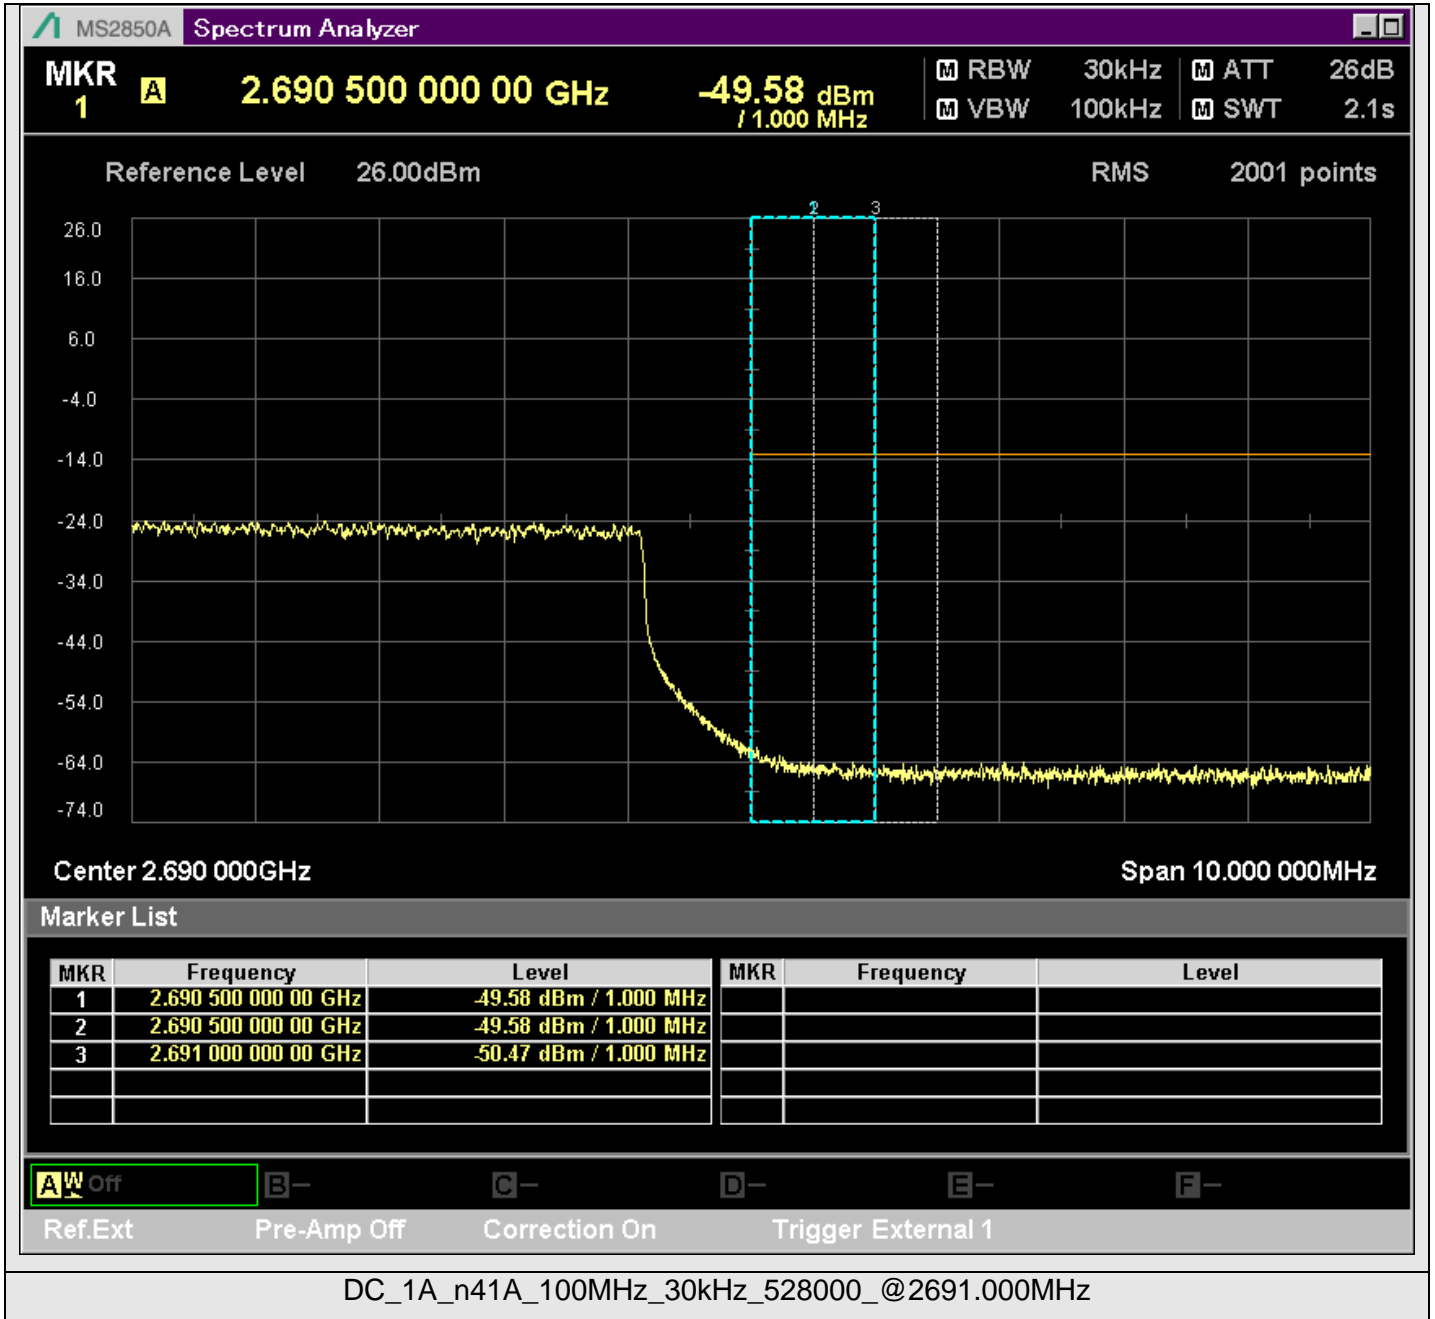 MS2850A Spectrum Analyzer
MKR 1 A 2.690 500 000 00 GHz -49.58 dBm / 1.000 MHz
M RBW 30kHz M ATT 26dB
M VBW 100kHz M SWT 2.1s
Reference Level 26.00dBm RMS 2001 points
2 3
26.0
16.0
6.0
-4.0
-14.0
-24.0
-34.0
-44.0
-54.0
-64.0
-74.0
Center 2.690 000GHz Span 10.000 000MHz
Marker List
MKR Frequency Level MKR Frequency Level
1 2.690 500 000 00 GHz -49.58 dBm / 1.000 MHz
2 2.690 500 000 00 GHz -49.58 dBm / 1.000 MHz
3 2.691 000 000 00 GHz -50.47 dBm / 1.000 MHz
A W Off B — C — D — E — F —
Ref.Ext Pre-Amp Off Correction On Trigger External 1
DC_1A_n41A_100MHz_30kHz_528000_@2691.000MHz